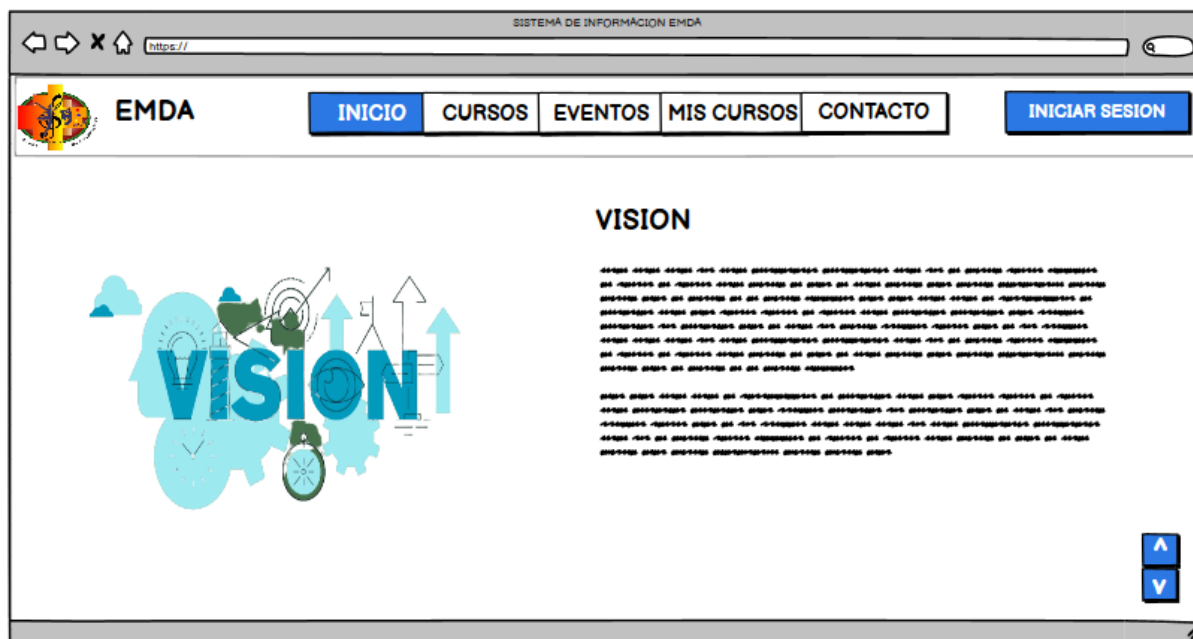 SISTEMA DE INFORMACION EMDA
https://
EMDA
INICIO CURSOS EVENTOS MIS CURSOS CONTACTO
INICIAR SESION
VISION
VISION